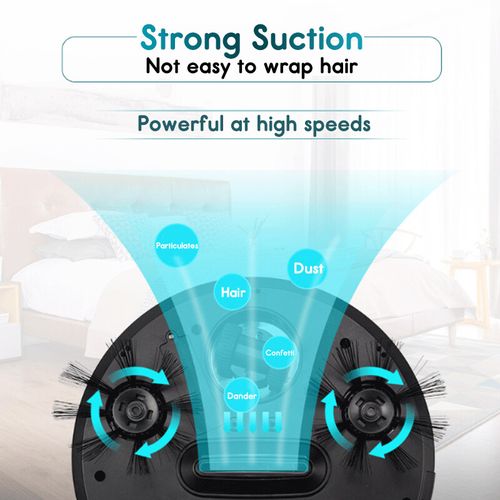 Strong Suction
Not easy to wrap hair
Powerful at high speeds
Particulates
Dust
Hair
Confetti
Dander